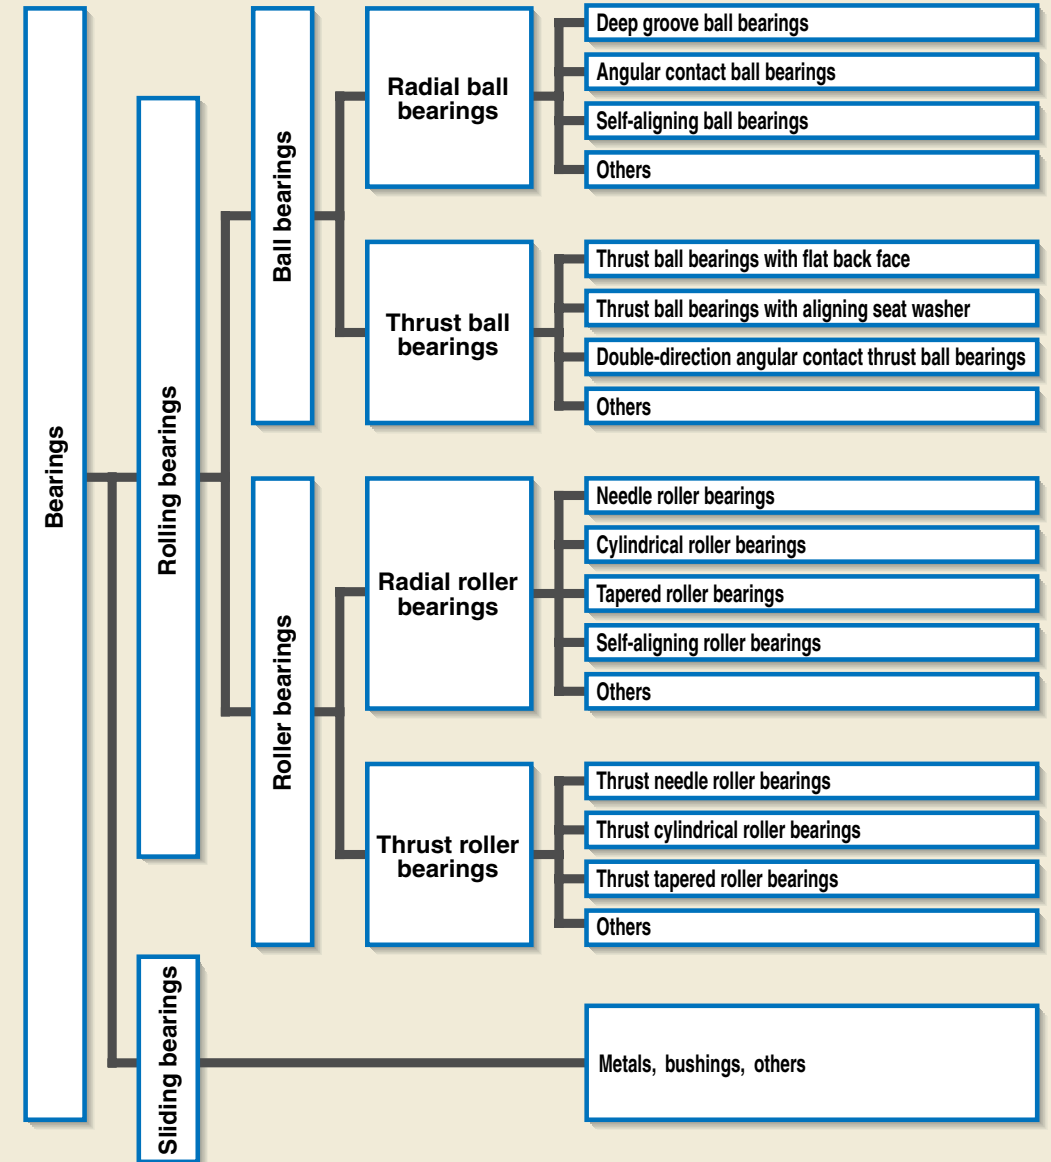 Bearings
Rolling bearings
Ball bearings
Radial ball
bearings
Deep groove ball bearings
Angular contact ball bearings
Self-aligning ball bearings
Others
Thrust ball
bearings
Thrust ball bearings with flat back face
Thrust ball bearings with aligning seat washer
Double-direction angular contact thrust ball bearings
Others
Roller bearings
Radial roller
bearings
Needle roller bearings
Cylindrical roller bearings
Tapered roller bearings
Self-aligning roller bearings
Others
Thrust roller
bearings
Thrust needle roller bearings
Thrust cylindrical roller bearings
Thrust tapered roller bearings
Others
Sliding bearings
Metals, bushings, others